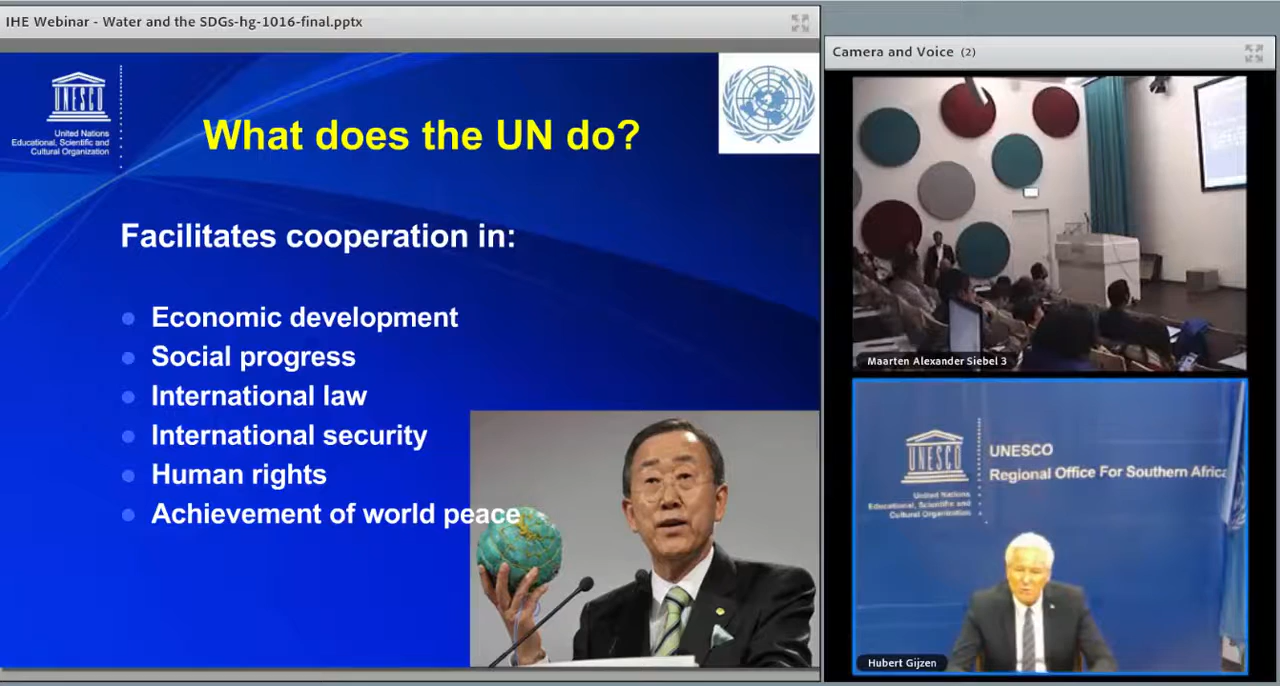 IHE Webinar - Water and the SDGs-hg-1016-final.pptx
UNESCO
United Nations
Educational, Scientific and
Cultural Organization
What does the UN do?
Facilitates cooperation in:
Economic development
Social progress
International law
International security
Human rights
Achievement of world peace
Camera and Voice (2)
Maarten Alexander Siebel 3
UNESCO
United Nations
Educational, Scientific and
Cultural Organization
UNESCO
Regional Office For Southern Africa
Hubert Gijzen